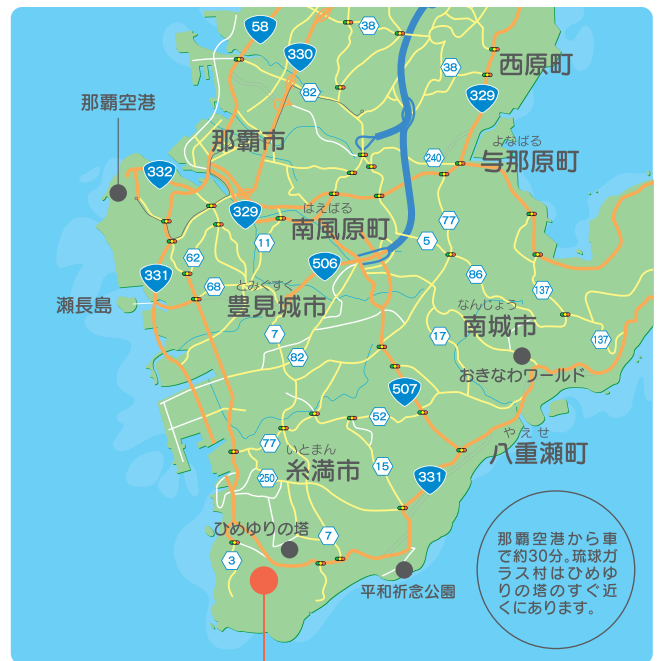 58
38
330
西原町
38
82
329
那覇空港
那覇市
よなばる
240
与那原町
332
はえばる
329
南風原町
77
11
5
62
506
331
86
68
とみぐすく
137
瀬長島
豊見城市
なんじょう
南城市
7
17
137
82
おきなわワールド
507
52
やえせ
77
いとまん
八重瀬町
糸満市
15
250
331
ひめゆりの塔
7
3
平和祈念公園
那覇空港から車
で約30分。琉球ガ
ラス村はひめゆ
りの塔のすぐ近
くにあります。